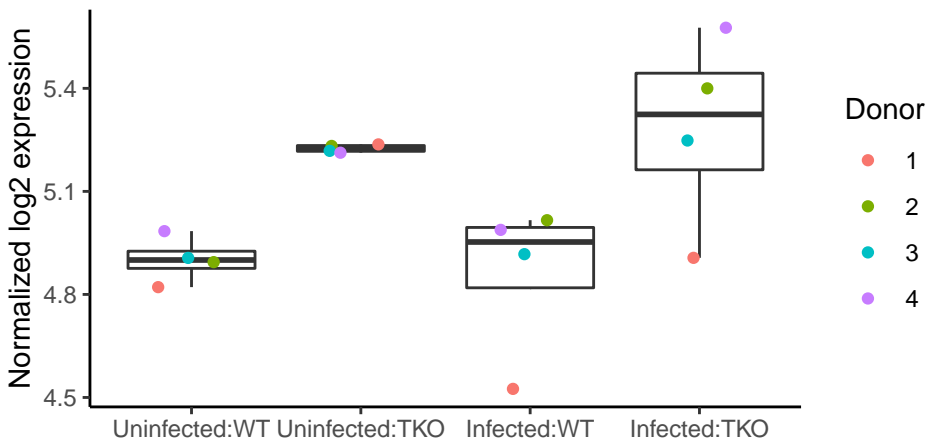 Normalized log2 expression
5.4
5.1
4.8
4.5
Uninfected:WT Uninfected:TKO Infected:WT Infected:TKO
Donor
1
2
3
4